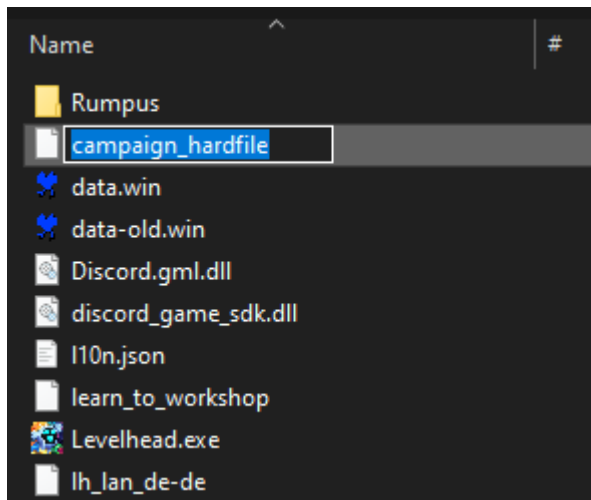 Name #
Rumpus
campaign_hardfile
data.win
data-old.win
Discord.gml.dll
discord_game_sdk.dll
l10n.json
learn_to_workshop
Levelhead.exe
lh_lan_de-de